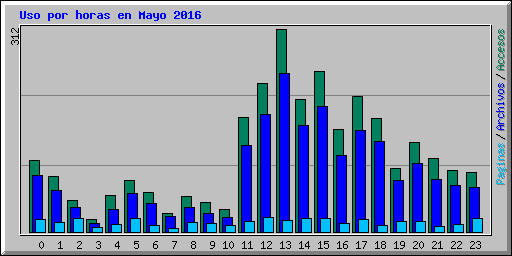 Uso por horas en Mayo 2016
312
Paginas / Archivos / Accesos
0 1 2 3 4 5 6 7 8 9 10 11 12 13 14 15 16 17 18 19 20 21 22 23